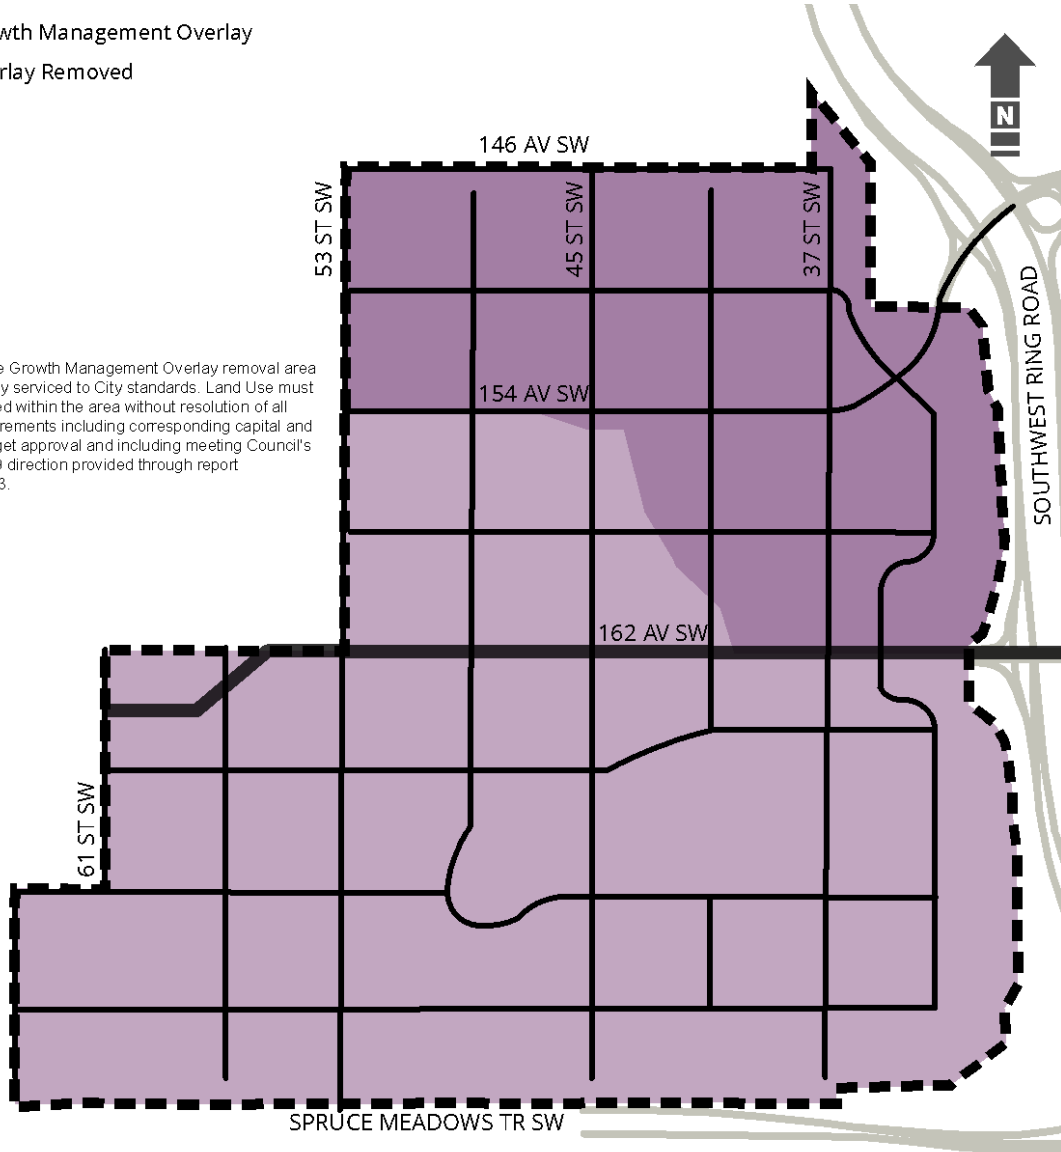 wth Management Overlay
rlay Removed
N
146 AV SW
53 ST SW
45 ST SW
37 ST SW
SOUTHWEST RING ROAD
e Growth Management Overlay removal area
y serviced to City standards. Land Use must
ed within the area without resolution of all
irements including corresponding capital and
get approval and including meeting Council's
9 direction provided through report
3.
154 AV SW
162 AV SW
61 ST SW
SPRUCE MEADOWS TR SW